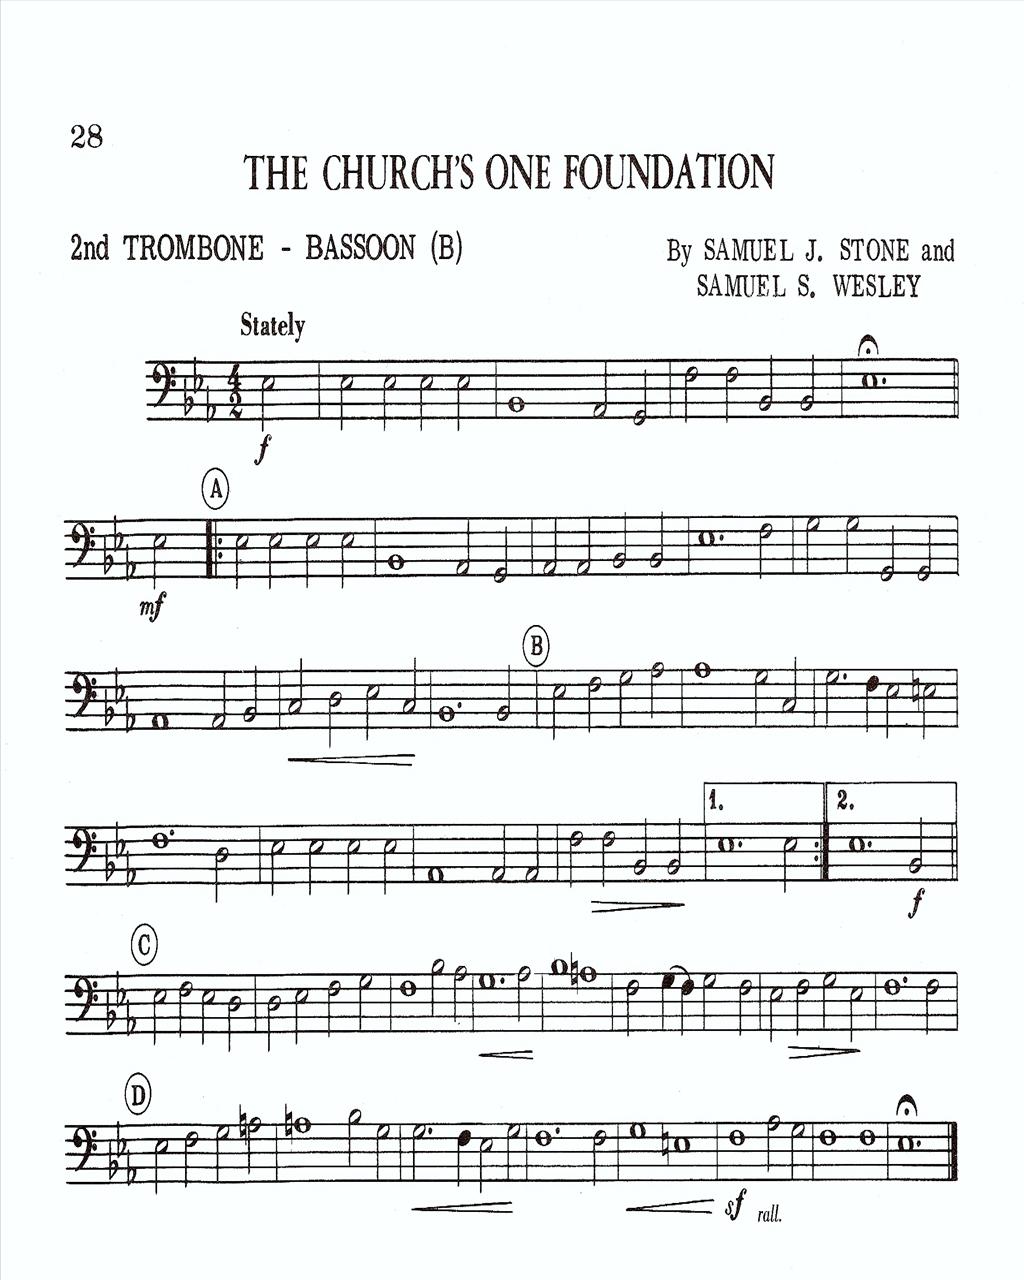 28
THE CHURCH'S ONE FOUNDATION
2nd TROMBONE - BASSOON (B)
By SAMUEL J. STONE and
SAMUEL S. WESLEY
Stately
4
2
f
A
mf
B
1.
2.
f
C
D
sf rall.